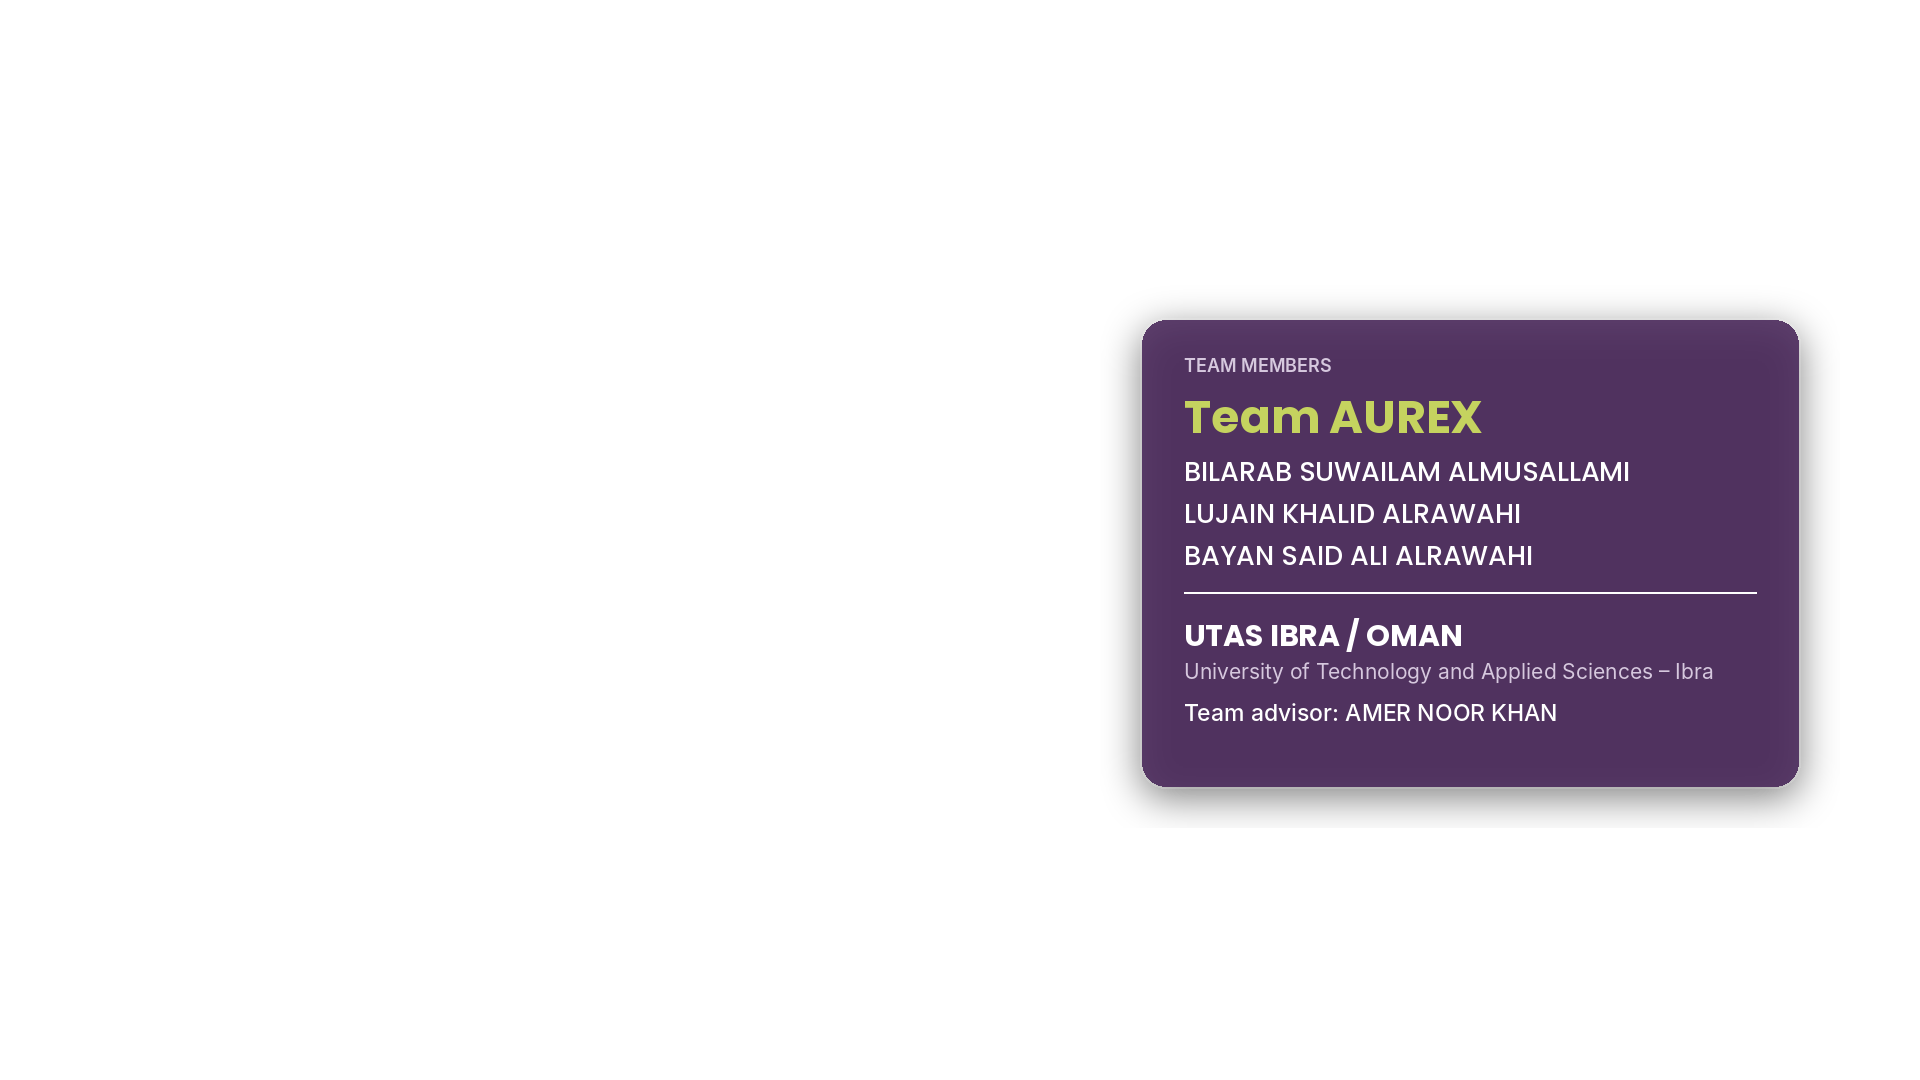 TEAM MEMBERS
Team AUREX
BILARAB SUWAILAM ALMUSALLAMI
LUJAIN KHALID ALRAWAHI
BAYAN SAID ALI ALRAWAHI
UTAS IBRA / OMAN
University of Technology and Applied Sciences – Ibra
Team advisor: AMER NOOR KHAN